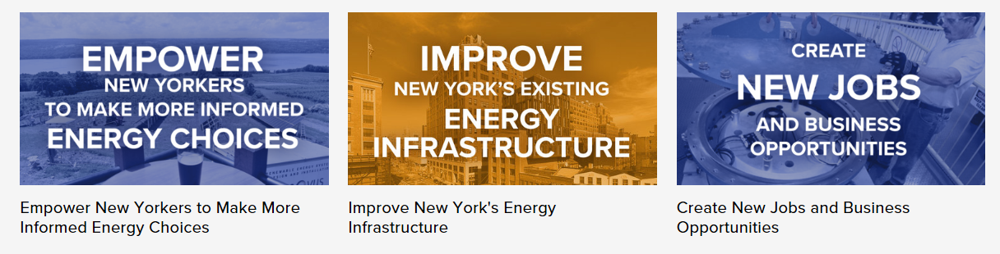 EMPOWER
NEW YORKERS
TO MAKE MORE INFORMED
ENERGY CHOICES
Empower New Yorkers to Make More
Informed Energy Choices
IMPROVE
NEW YORK'S EXISTING
ENERGY
INFRASTRUCTURE
Improve New York's Energy
Infrastructure
CREATE
NEW JOBS
AND BUSINESS
OPPORTUNITIES
Create New Jobs and Business
Opportunities